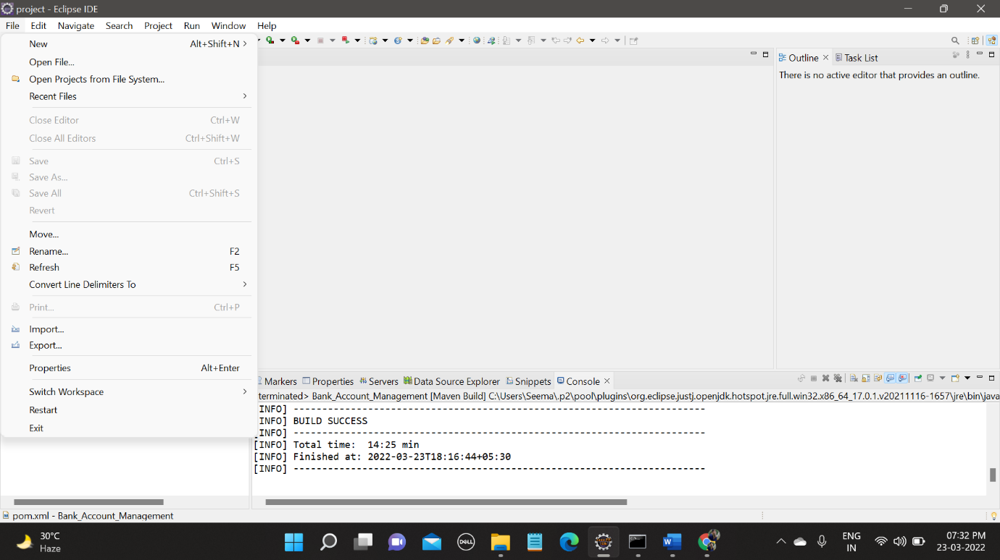 project - Eclipse IDE
File Edit Navigate Search Project Run Window Help
New Alt+Shift+N
Open File...
Open Projects from File System...
Recent Files
Close Editor Ctrl+W
Close All Editors Ctrl+Shift+W
Save Ctrl+S
Save As...
Save All Ctrl+Shift+S
Revert
Move...
Rename... F2
Refresh F5
Convert Line Delimiters To
Print... Ctrl+P
Import...
Export...
Properties Alt+Enter
Switch Workspace
Restart
Exit
Outline Task List
There is no active editor that provides an outline.
Markers Properties Servers Data Source Explorer Snippets Console
terminated> Bank_Account_Management [Maven Build] C:\Users\Seema\.p2\pool\plugins\org.eclipse.justj.openjdk.hotspot.jre.full.win32.x86_64_17.0.1.v20211116-1657\jre\bin\java
INFO] ------------------------------------------------------------------------
INFO] BUILD SUCCESS
INFO] ------------------------------------------------------------------------
[INFO] Total time:  14:25 min
[INFO] Finished at: 2022-03-23T18:16:44+05:30
[INFO] ------------------------------------------------------------------------
pom.xml - Bank_Account_Management
30°C
Haze
DELL
ENG
IN
07:32 PM
23-03-2022